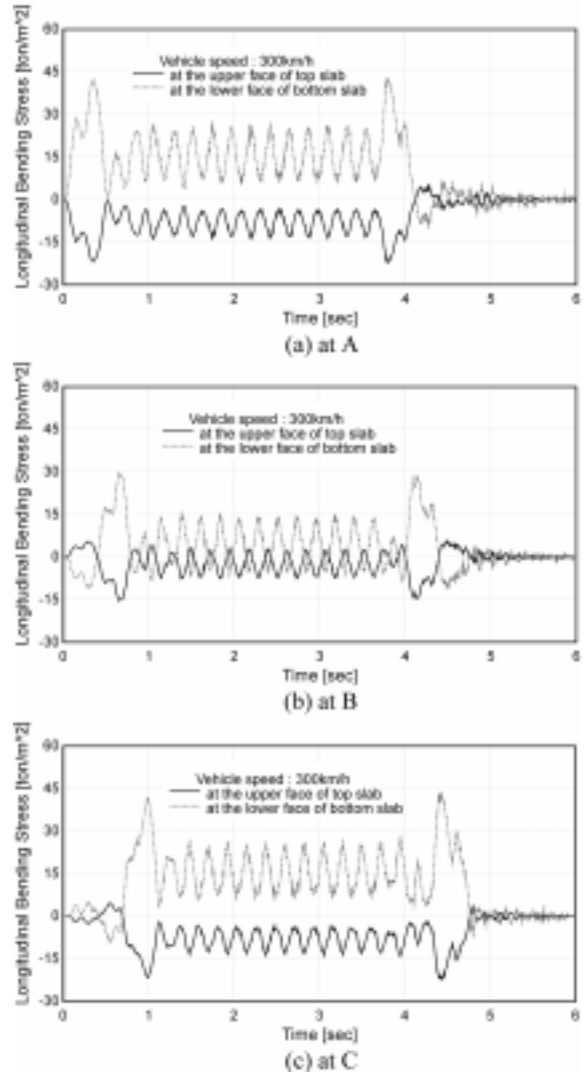 60
45
30
15
0
-15
-30
Longitudinal Bending Stress [ton/m^2]
Vehicle speed : 300km/h
at the upper face of top slab
at the lower face of bottom slab
0 1 2 3 4 5 6
Time [sec]
(a) at A
60
45
30
15
0
-15
-30
Longitudinal Bending Stress [ton/m^2]
Vehicle speed : 300km/h
at the upper face of top slab
at the lower face of bottom slab
0 1 2 3 4 5 6
Time [sec]
(b) at B
60
45
30
15
0
-15
-30
Longitudinal Bending Stress [ton/m^2]
Vehicle speed : 300km/h
at the upper face of top slab
at the lower face of bottom slab
0 1 2 3 4 5 6
Time [sec]
(c) at C